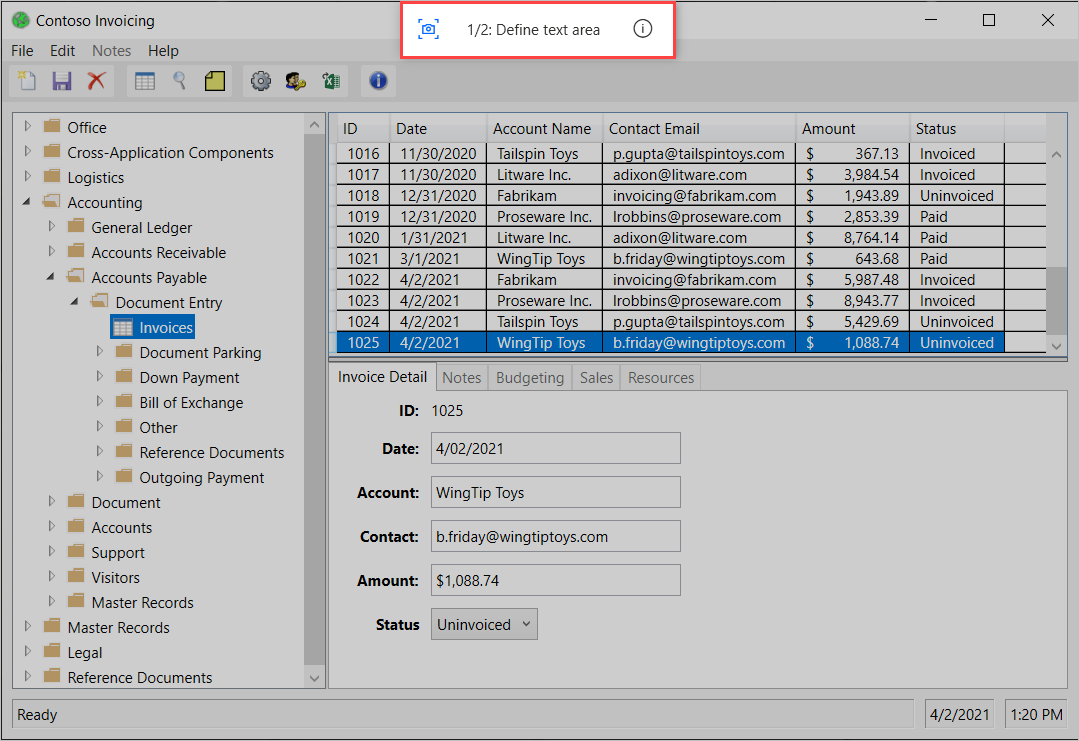 Contoso Invoicing
1/2: Define text area
File Edit Notes Help
Office
Cross-Application Components
Logistics
Accounting
General Ledger
Accounts Receivable
Accounts Payable
Document Entry
Invoices
Document Parking
Down Payment
Bill of Exchange
Other
Reference Documents
Outgoing Payment
Document
Accounts
Support
Visitors
Master Records
Master Records
Legal
Reference Documents
ID Date Account Name Contact Email Amount Status
1016 11/30/2020 Tailspin Toys p.gupta@tailspintoys.com $ 367.13 Invoiced
1017 11/30/2020 Litware Inc. adixon@litware.com $ 3,984.54 Invoiced
1018 12/31/2020 Fabrikam invoicing@fabrikam.com $ 1,943.89 Uninvoiced
1019 12/31/2020 Proseware Inc. lrobbins@proseware.com $ 2,853.39 Paid
1020 1/31/2021 Litware Inc. adixon@litware.com $ 8,764.14 Paid
1021 3/1/2021 WingTip Toys b.friday@wingtiptoys.com $ 643.68 Paid
1022 4/2/2021 Fabrikam invoicing@fabrikam.com $ 5,987.48 Invoiced
1023 4/2/2021 Proseware Inc. lrobbins@proseware.com $ 8,943.77 Invoiced
1024 4/2/2021 Tailspin Toys p.gupta@tailspintoys.com $ 5,429.69 Uninvoiced
1025 4/2/2021 WingTip Toys b.friday@wingtiptoys.com $ 1,088.74 Uninvoiced
Invoice Detail Notes Budgeting Sales Resources
ID: 1025
Date: 4/02/2021
Account: WingTip Toys
Contact: b.friday@wingtiptoys.com
Amount: $1,088.74
Status Uninvoiced
Ready 4/2/2021 1:20 PM